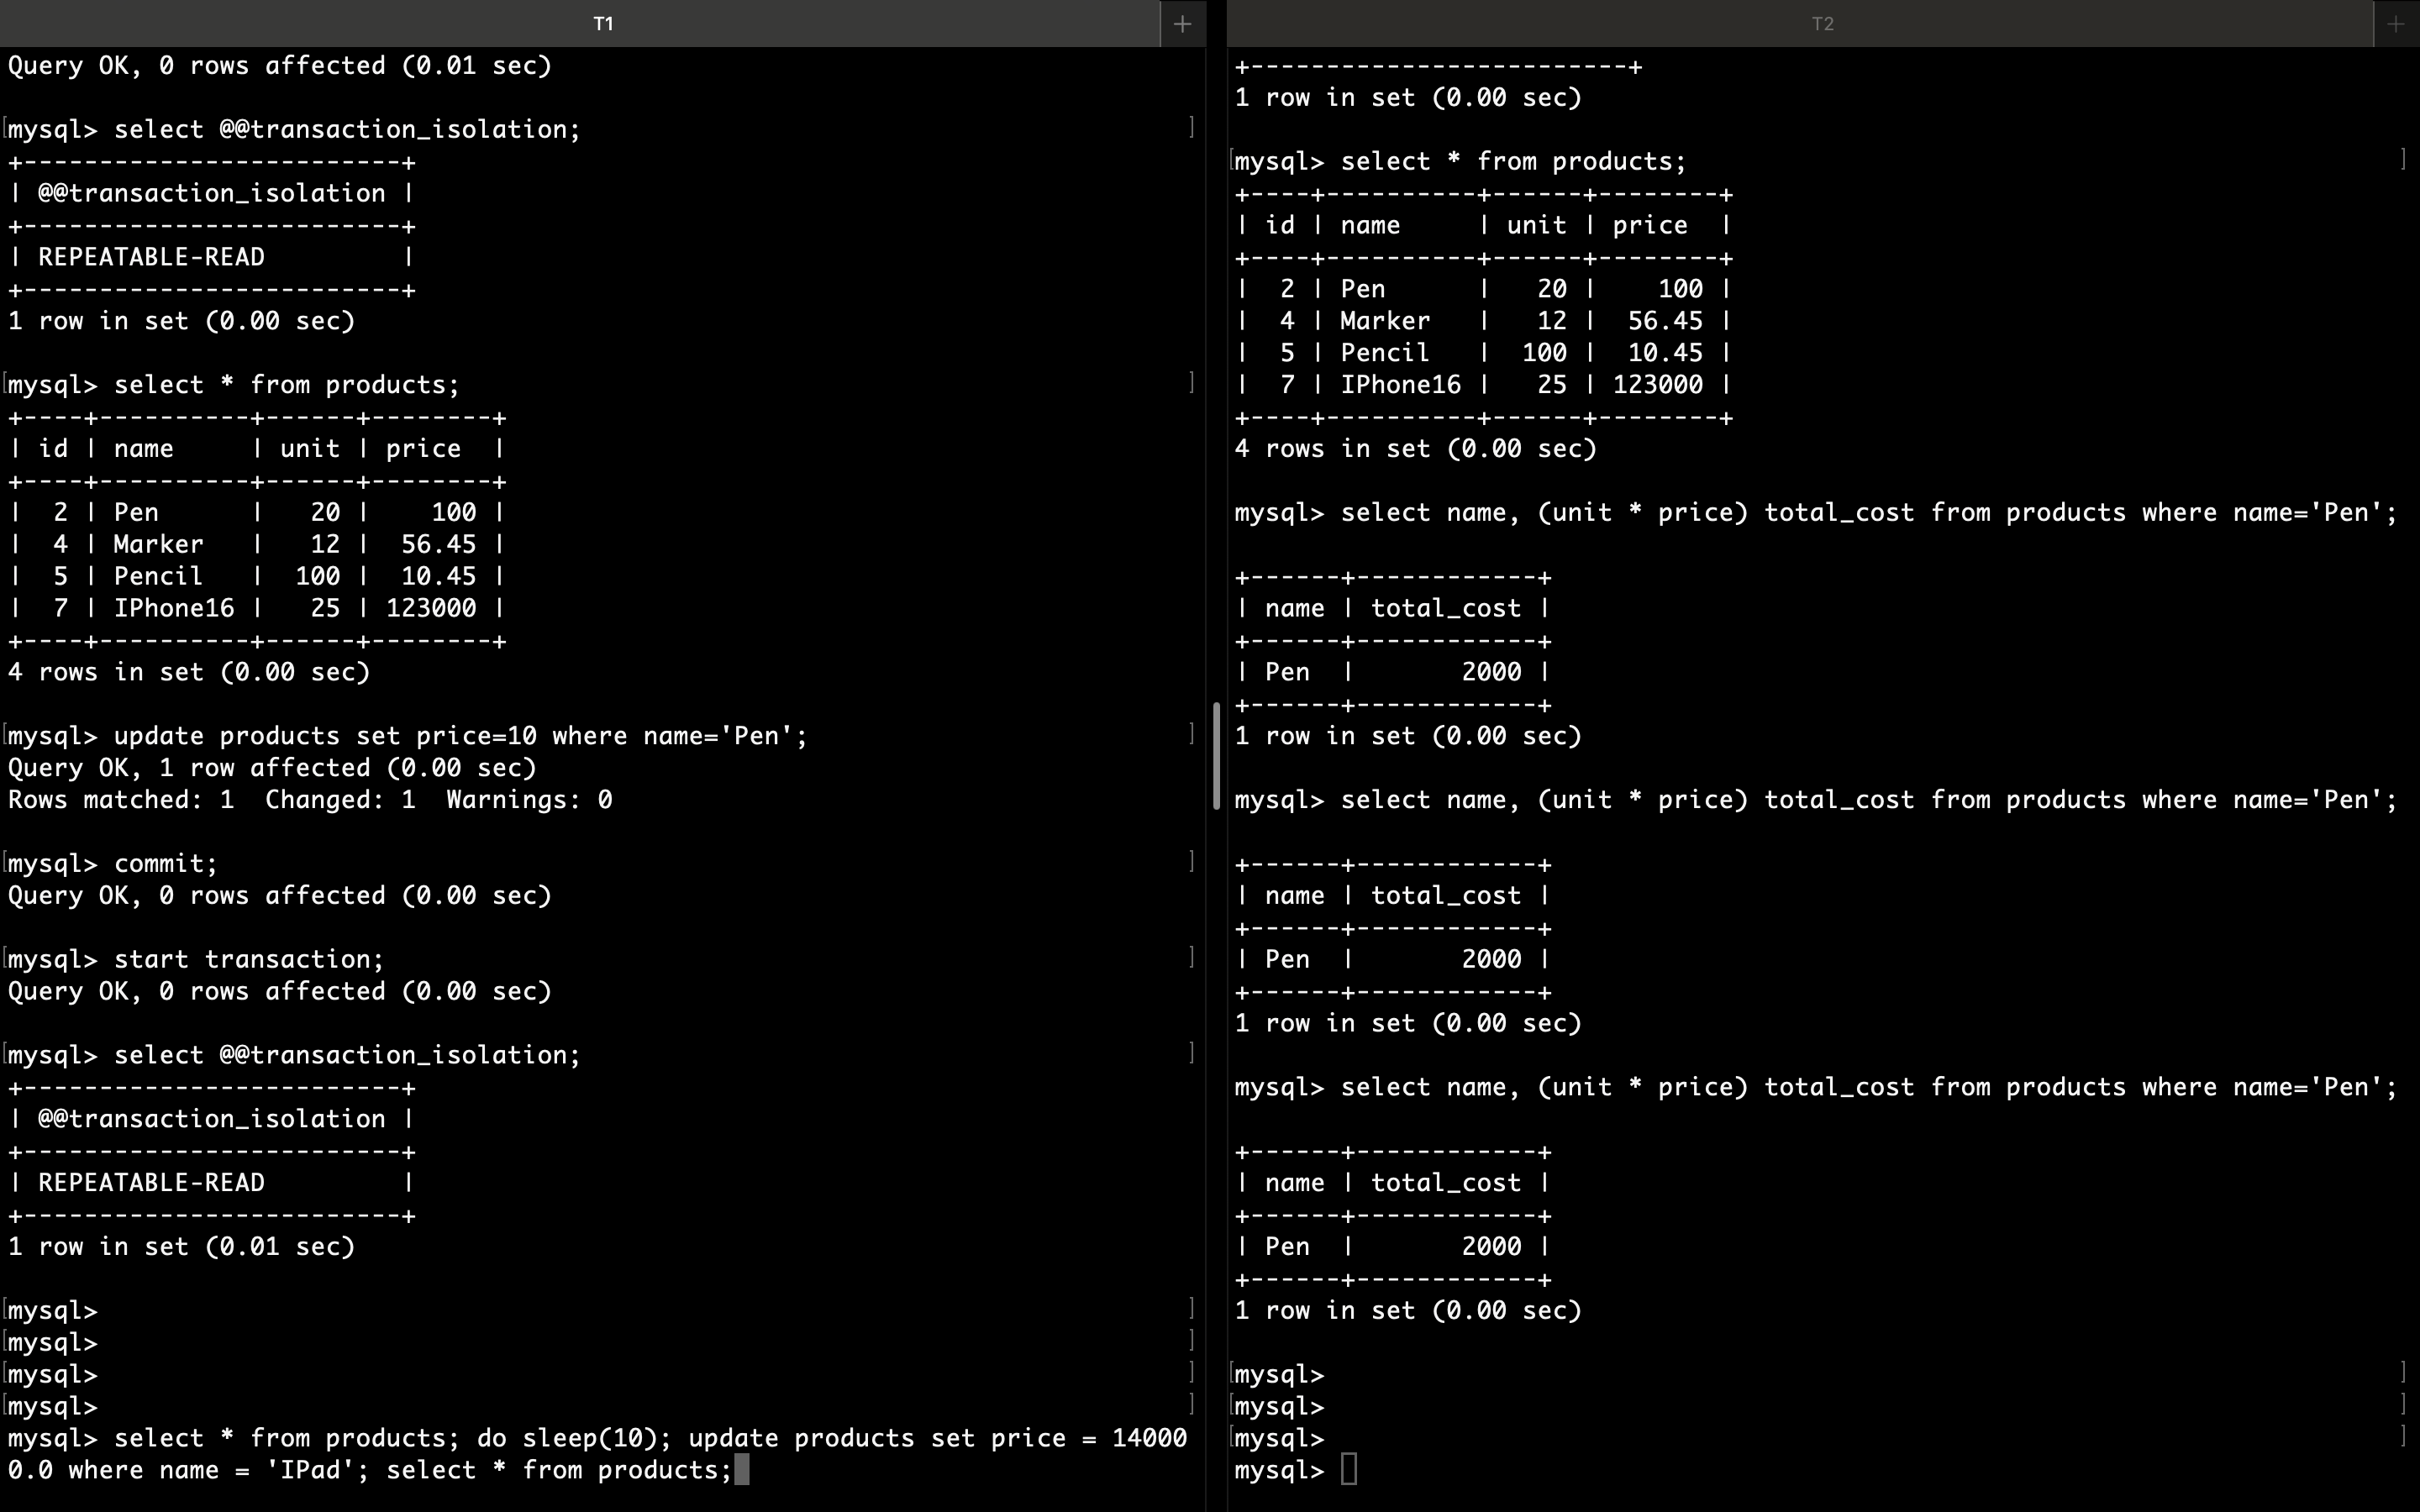 T1
Query OK, 0 rows affected (0.01 sec)
mysql> select @@transaction_isolation;
+-------------------------+
| @@transaction_isolation |
+-------------------------+
| REPEATABLE-READ         |
+-------------------------+
1 row in set (0.00 sec)
mysql> select * from products;
+----+----------+------+--------+
| id | name     | unit | price  |
+----+----------+------+--------+
|  2 | Pen      |   20 |    100 |
|  4 | Marker   |   12 |  56.45 |
|  5 | Pencil   |  100 |  10.45 |
|  7 | IPhone16 |   25 | 123000 |
+----+----------+------+--------+
4 rows in set (0.00 sec)
mysql> update products set price=10 where name='Pen';
Query OK, 1 row affected (0.00 sec)
Rows matched: 1  Changed: 1  Warnings: 0
mysql> commit;
Query OK, 0 rows affected (0.00 sec)
mysql> start transaction;
Query OK, 0 rows affected (0.00 sec)
mysql> select @@transaction_isolation;
+-------------------------+
| @@transaction_isolation |
+-------------------------+
| REPEATABLE-READ         |
+-------------------------+
1 row in set (0.01 sec)
mysql>
mysql>
mysql>
mysql>
mysql> select * from products; do sleep(10); update products set price = 14000
0.0 where name = 'IPad'; select * from products;
T2
+-------------------------+
1 row in set (0.00 sec)
mysql> select * from products;
+----+----------+------+--------+
| id | name     | unit | price  |
+----+----------+------+--------+
|  2 | Pen      |   20 |    100 |
|  4 | Marker   |   12 |  56.45 |
|  5 | Pencil   |  100 |  10.45 |
|  7 | IPhone16 |   25 | 123000 |
+----+----------+------+--------+
4 rows in set (0.00 sec)
mysql> select name, (unit * price) total_cost from products where name='Pen';
+------+------------+
| name | total_cost |
+------+------------+
| Pen  |       2000 |
+------+------------+
1 row in set (0.00 sec)
mysql> select name, (unit * price) total_cost from products where name='Pen';
+------+------------+
| name | total_cost |
+------+------------+
| Pen  |       2000 |
+------+------------+
1 row in set (0.00 sec)
mysql> select name, (unit * price) total_cost from products where name='Pen';
+------+------------+
| name | total_cost |
+------+------------+
| Pen  |       2000 |
+------+------------+
1 row in set (0.00 sec)
mysql>
mysql>
mysql>
mysql>